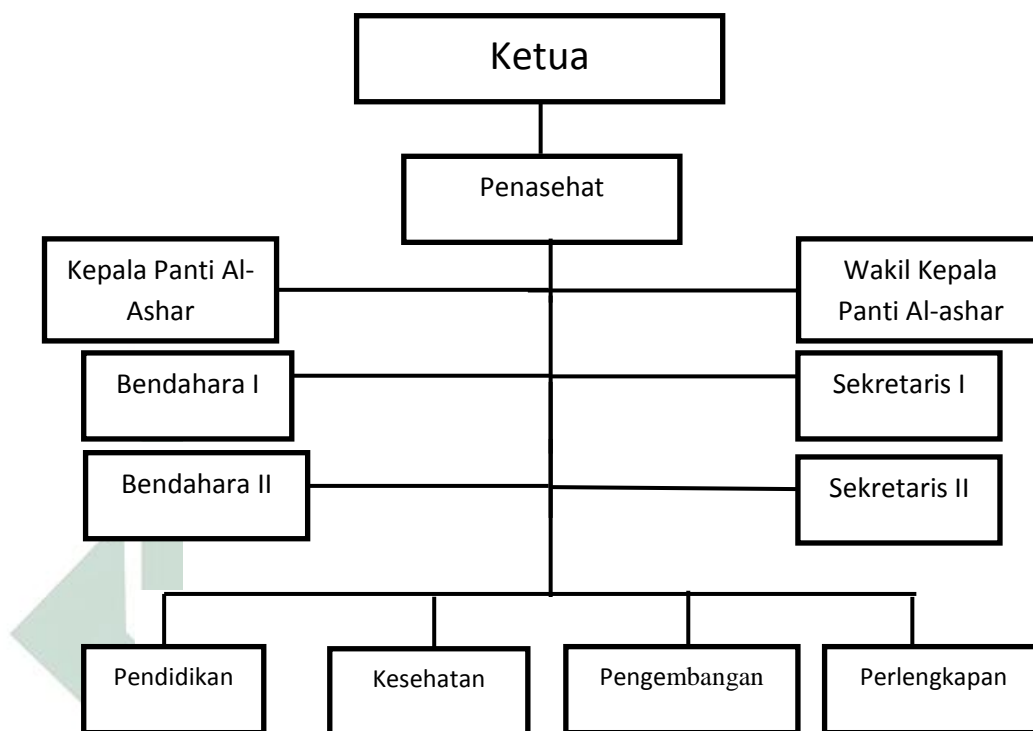 Ketua
Penasehat
Kepala Panti Al-
Ashar
Wakil Kepala
Panti Al-ashar
Bendahara I
Sekretaris I
Bendahara II
Sekretaris II
Pendidikan
Kesehatan
Pengembangan
Perlengkapan